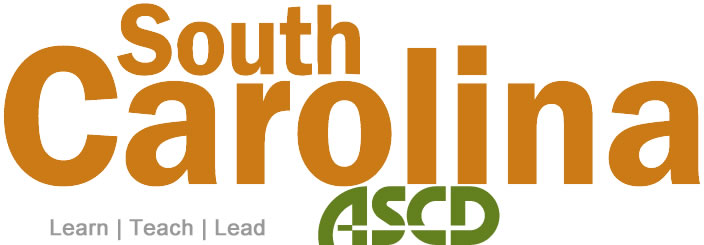 South
Carolina
ASCD
Learn | Teach | Lead